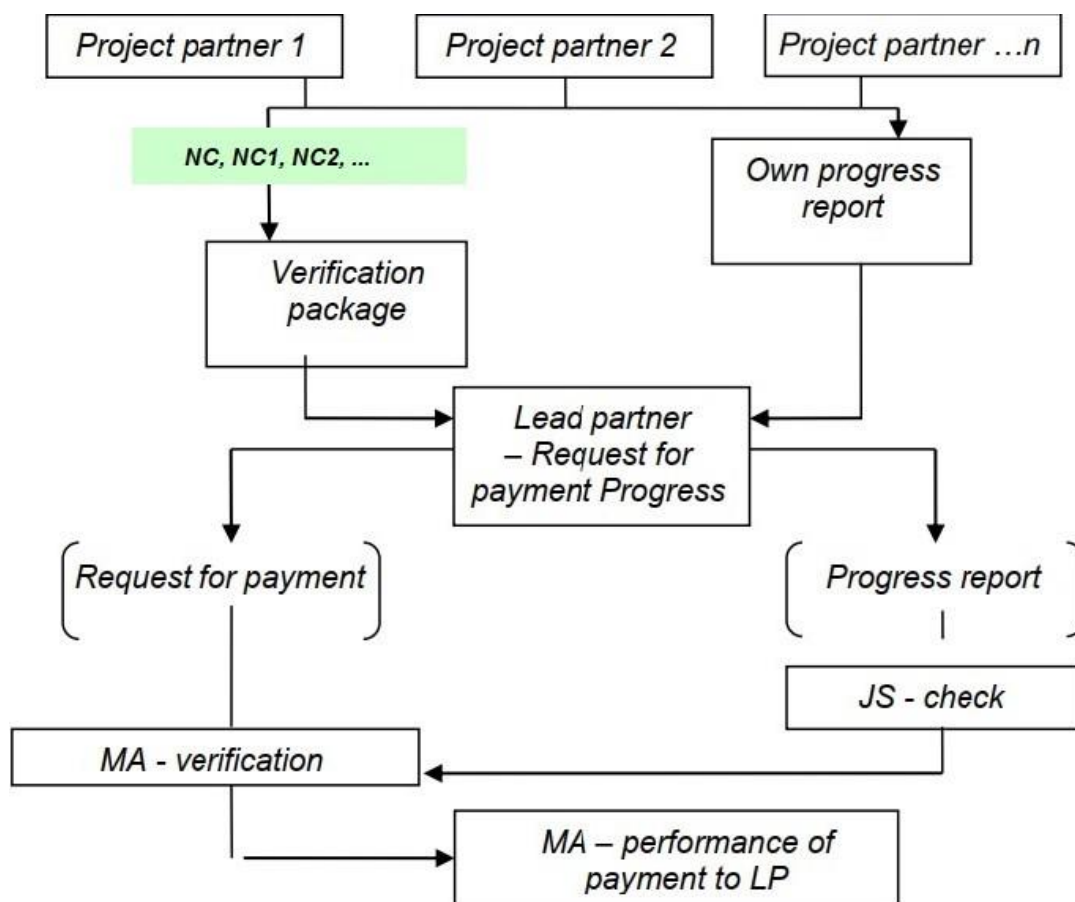 Project partner 1
Project partner 2
Project partner …n
NC, NC1, NC2, ...
Own progress
report
Verification
package
Lead partner
– Request for
payment Progress
Request for payment
Progress report
JS - check
MA - verification
MA – performance of
payment to LP